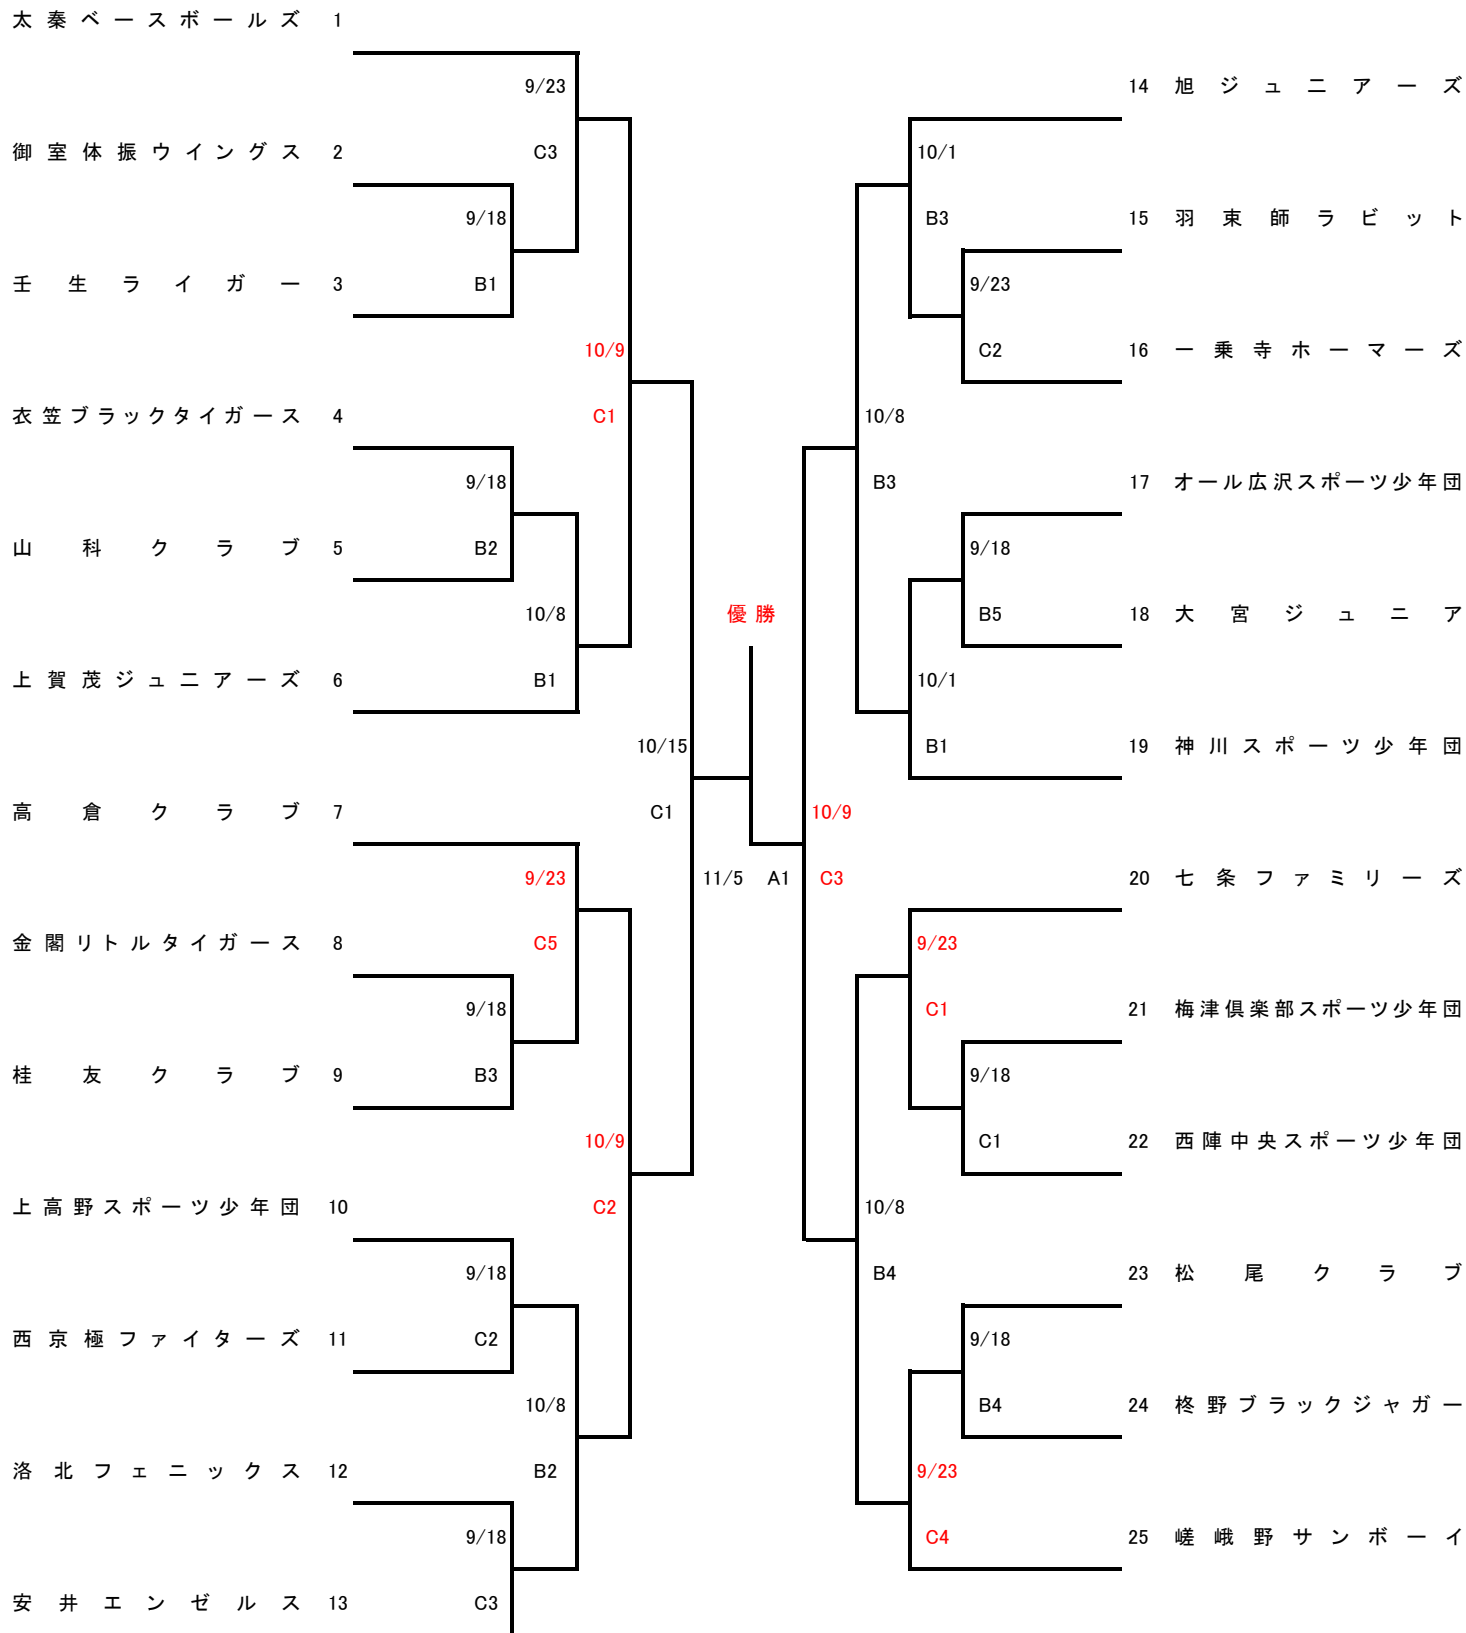 太秦ベースボールズ 1
9/23
14 旭ジュニアーズ
御室体振ウイングス 2
C3
10/1
9/18
B3
15 羽束師ラビット
壬生ライガー 3
B1
9/23
10/9
C2
16 一乗寺ホーマーズ
衣笠ブラックタイガース 4
C1
10/8
9/18
B3
17 オール広沢スポーツ少年団
山科クラブ 5
B2
9/18
10/8
優勝
B5
18 大宮ジュニア
上賀茂ジュニアーズ 6
B1
10/1
10/15
B1
19 神川スポーツ少年団
高倉クラブ 7
C1
10/9
9/23
11/5 A1
C3
20 七条ファミリーズ
金閣リトルタイガース 8
C5
9/23
9/18
C1
21 梅津倶楽部スポーツ少年団
桂友クラブ 9
B3
9/18
10/9
C1
22 西陣中央スポーツ少年団
上高野スポーツ少年団 10
C2
10/8
9/18
B4
23 松尾クラブ
西京極ファイターズ 11
C2
9/18
10/8
B4
24 柊野ブラックジャガー
洛北フェニックス 12
B2
9/23
9/18
C4
25 嵯峨野サンボーイ
安井エンゼルス 13
C3